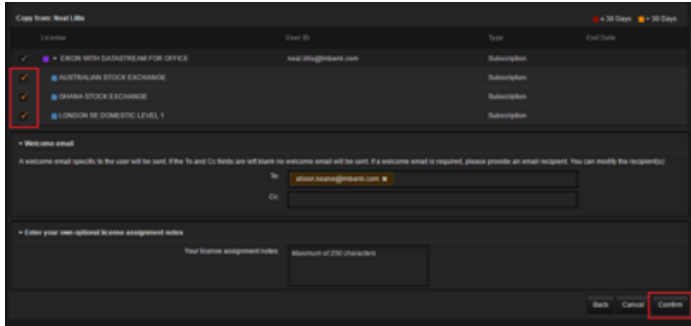 Copy from: Neal Lillis
≤ 30 Days > 30 Days
License User ID Type End Date
EIKON WITH DATASTREAM FOR OFFICE neal.lillis@lmbank.com Subscription
AUSTRALIAN STOCK EXCHANGE Subscription
GHANA STOCK EXCHANGE Subscription
LONDON SE DOMESTIC LEVEL 1 Subscription
Welcome email
A welcome email specific to the user will be sent. If the To and Cc fields are left blank no welcome email will be sent. If a welcome email is required, please provide an email recipient. You can modify the recipient(s)
To: alison.keane@lmbank.com ×
Cc:
Enter your own optional license assignment notes
Your license assignment notes: Maximum of 250 characters
Back Cancel Confirm